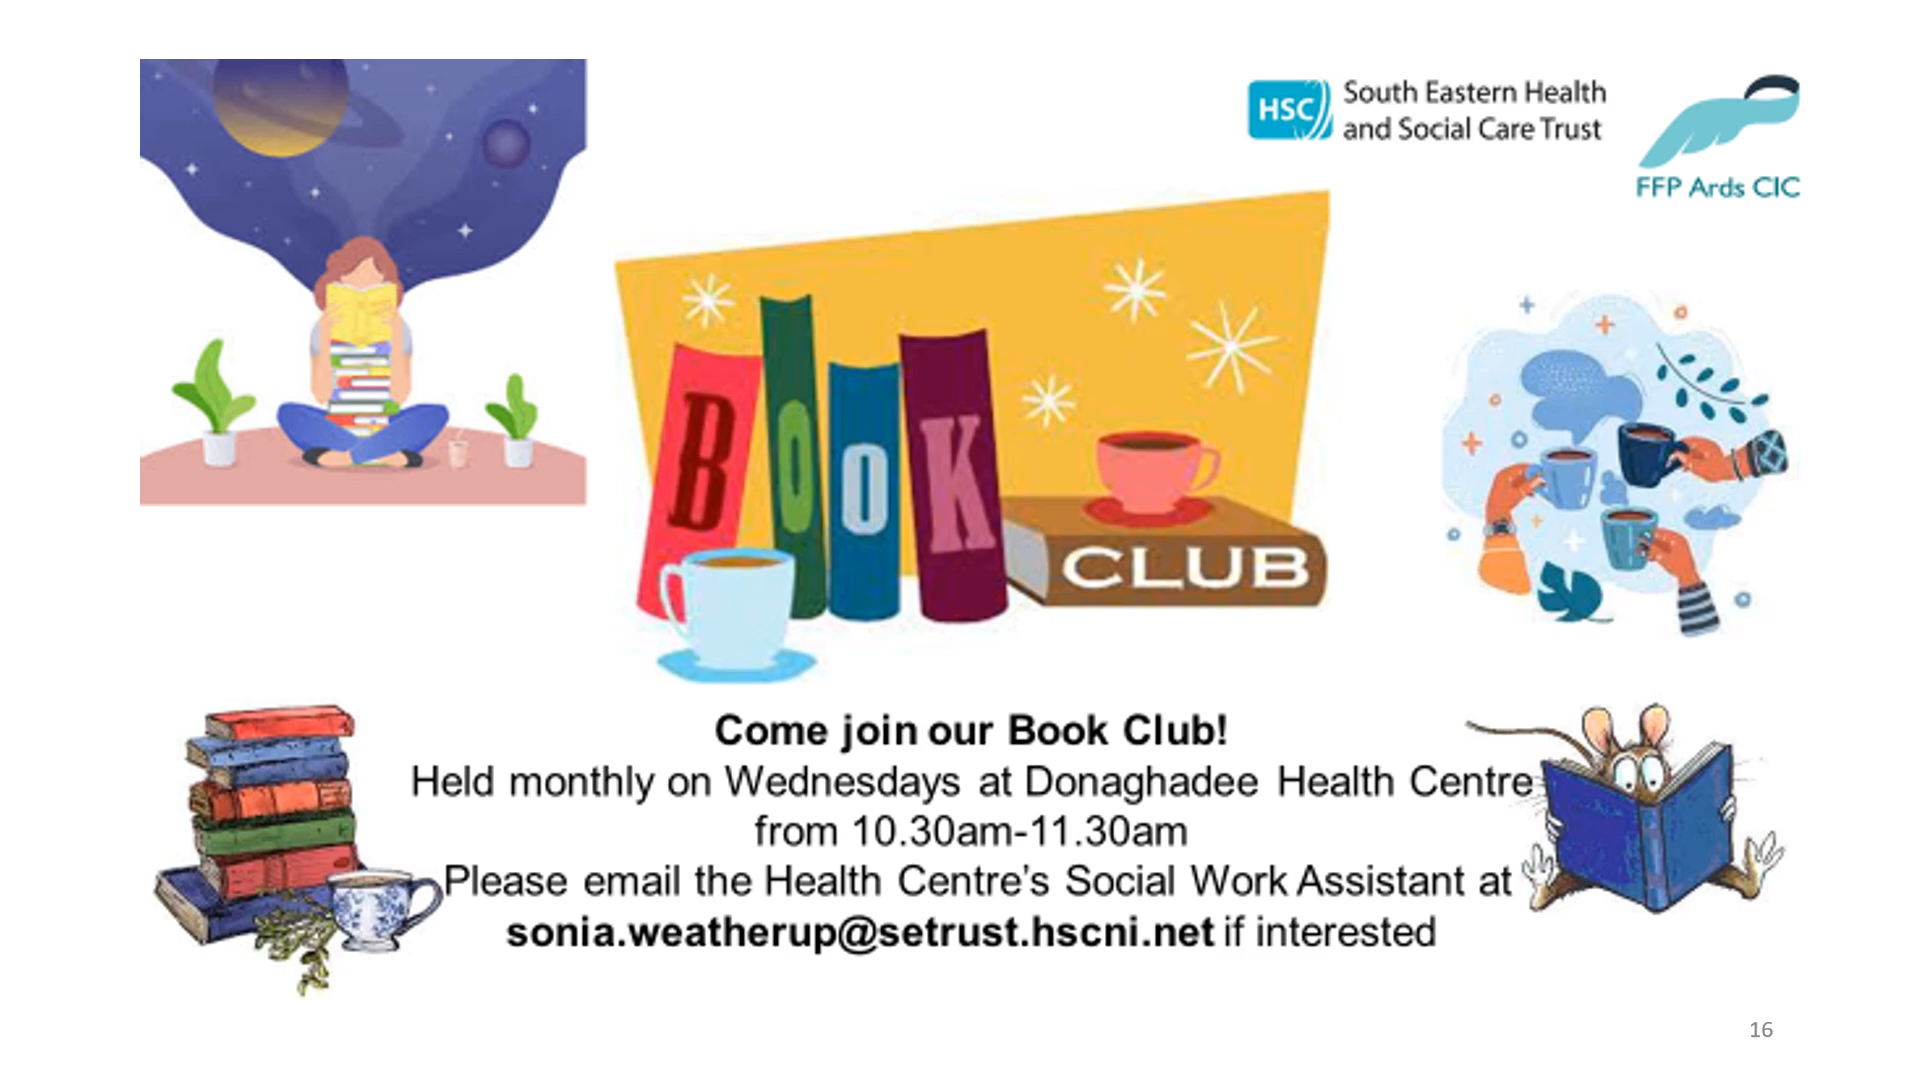 HSC South Eastern Health
and Social Care Trust
FFP Ards CIC
BOOK
CLUB
Come join our Book Club!
Held monthly on Wednesdays at Donaghadee Health Centre
from 10.30am-11.30am
Please email the Health Centre's Social Work Assistant at
sonia.weatherup@setrust.hscni.net if interested
16